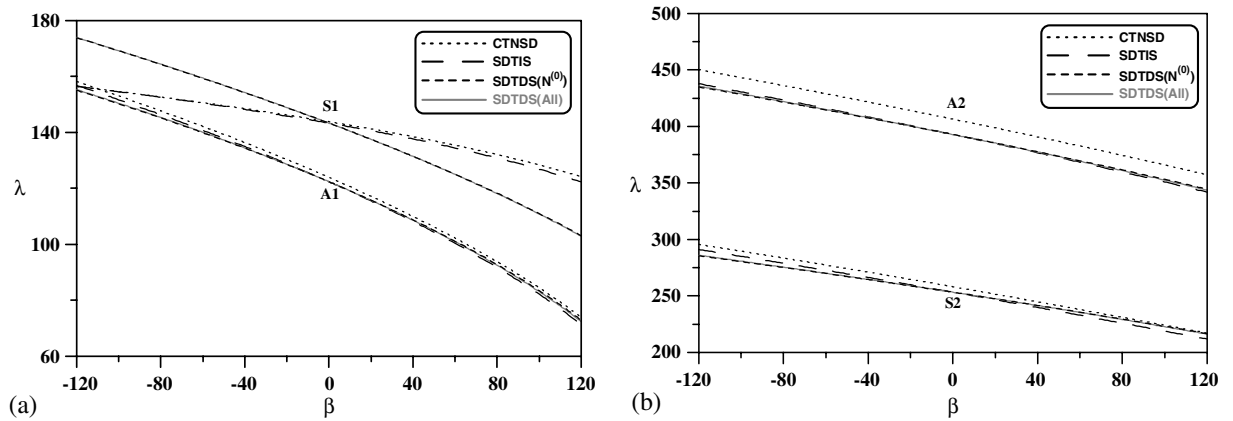 180
140
100
60
λ
-120
-80
-40
0
40
80
120
β
(a)
CTNSD
SDTIS
SDTDS(N⁽⁰⁾)
SDTDS(All)
S1
A1
500
450
400
350
300
250
200
λ
-120
-80
-40
0
40
80
120
β
(b)
CTNSD
SDTIS
SDTDS(N⁽⁰⁾)
SDTDS(All)
A2
S2